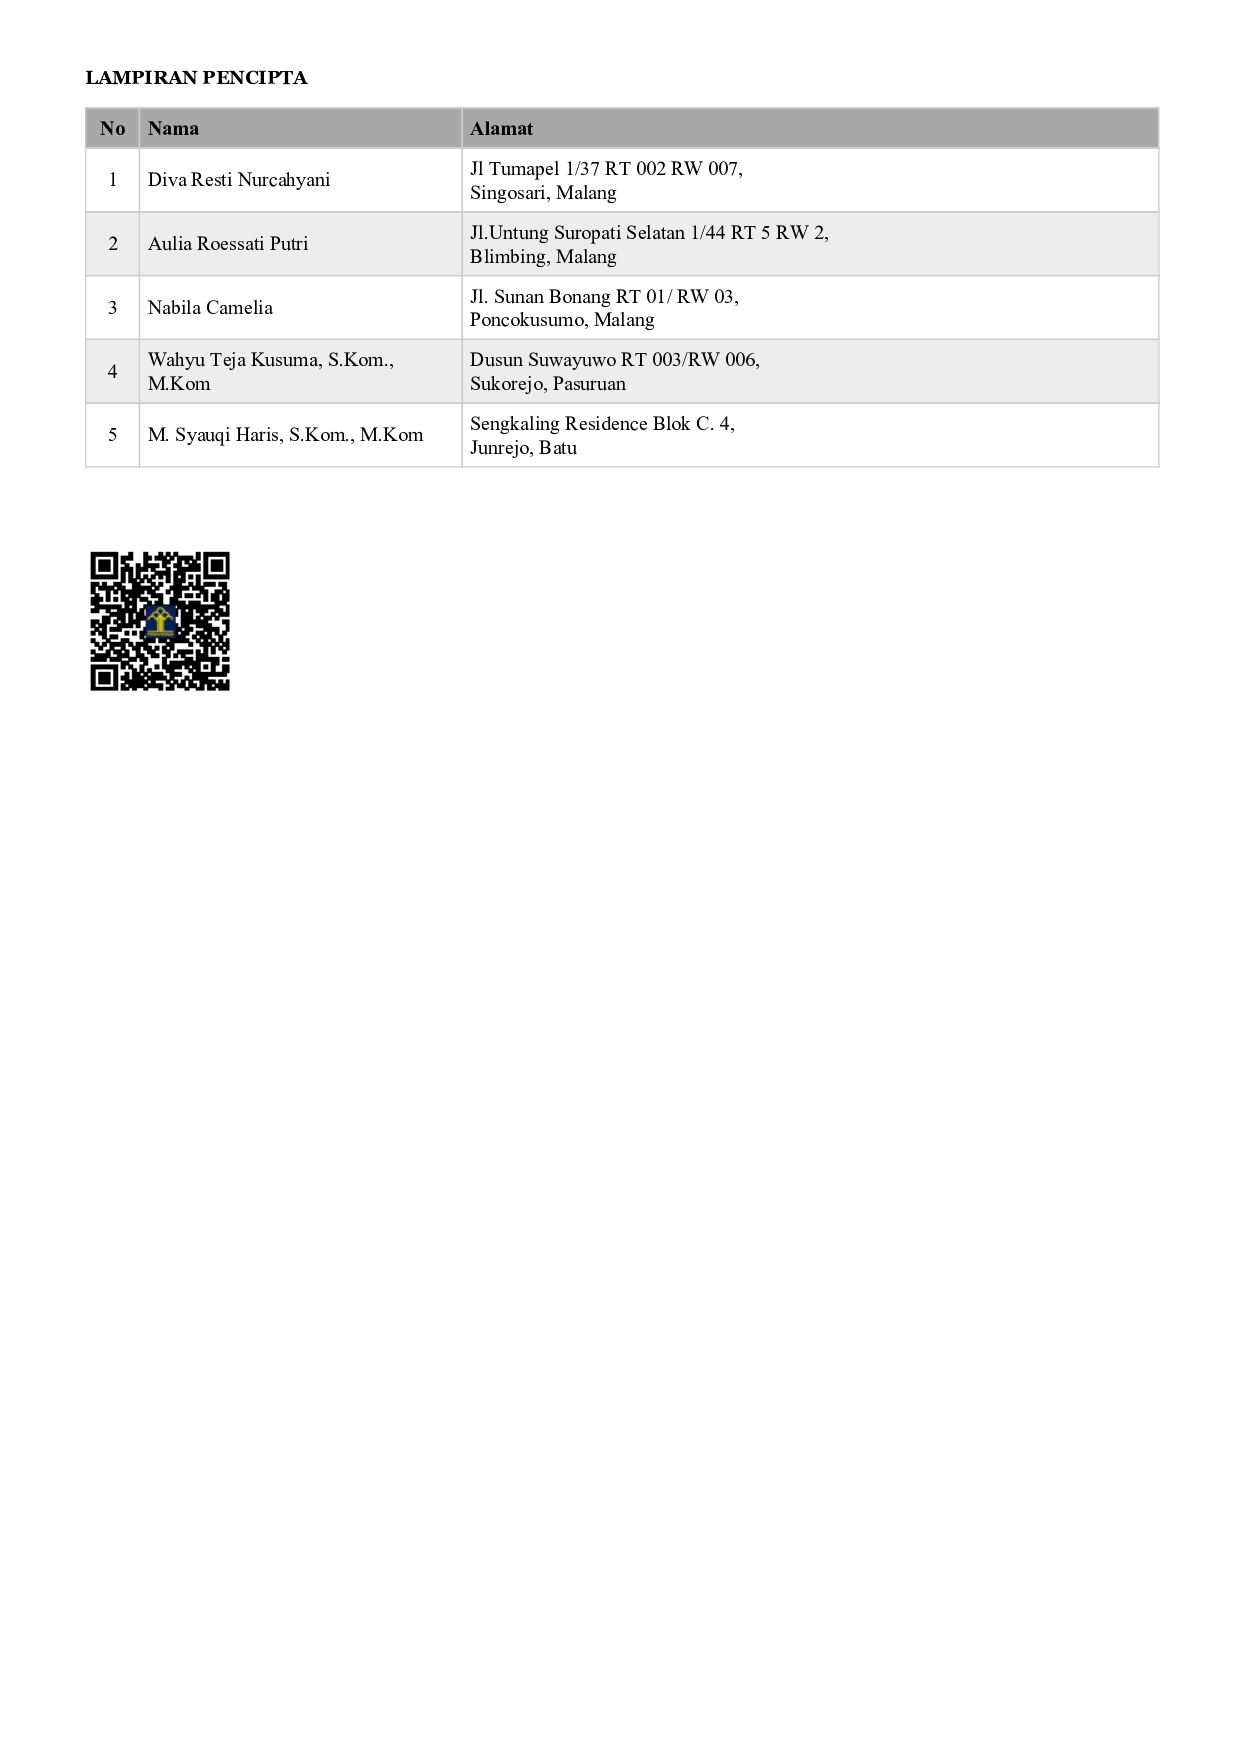 LAMPIRAN PENCIPTA
No Nama Alamat
1 Diva Resti Nurcahyani Jl Tumapel 1/37 RT 002 RW 007,
Singosari, Malang
2 Aulia Roessati Putri Jl.Untung Suropati Selatan 1/44 RT 5 RW 2,
Blimbing, Malang
3 Nabila Camelia Jl. Sunan Bonang RT 01/ RW 03,
Poncokusumo, Malang
4 Wahyu Teja Kusuma, S.Kom., Dusun Suwayuwo RT 003/RW 006,
M.Kom Sukorejo, Pasuruan
5 M. Syauqi Haris, S.Kom., M.Kom Sengkaling Residence Blok C. 4,
Junrejo, Batu